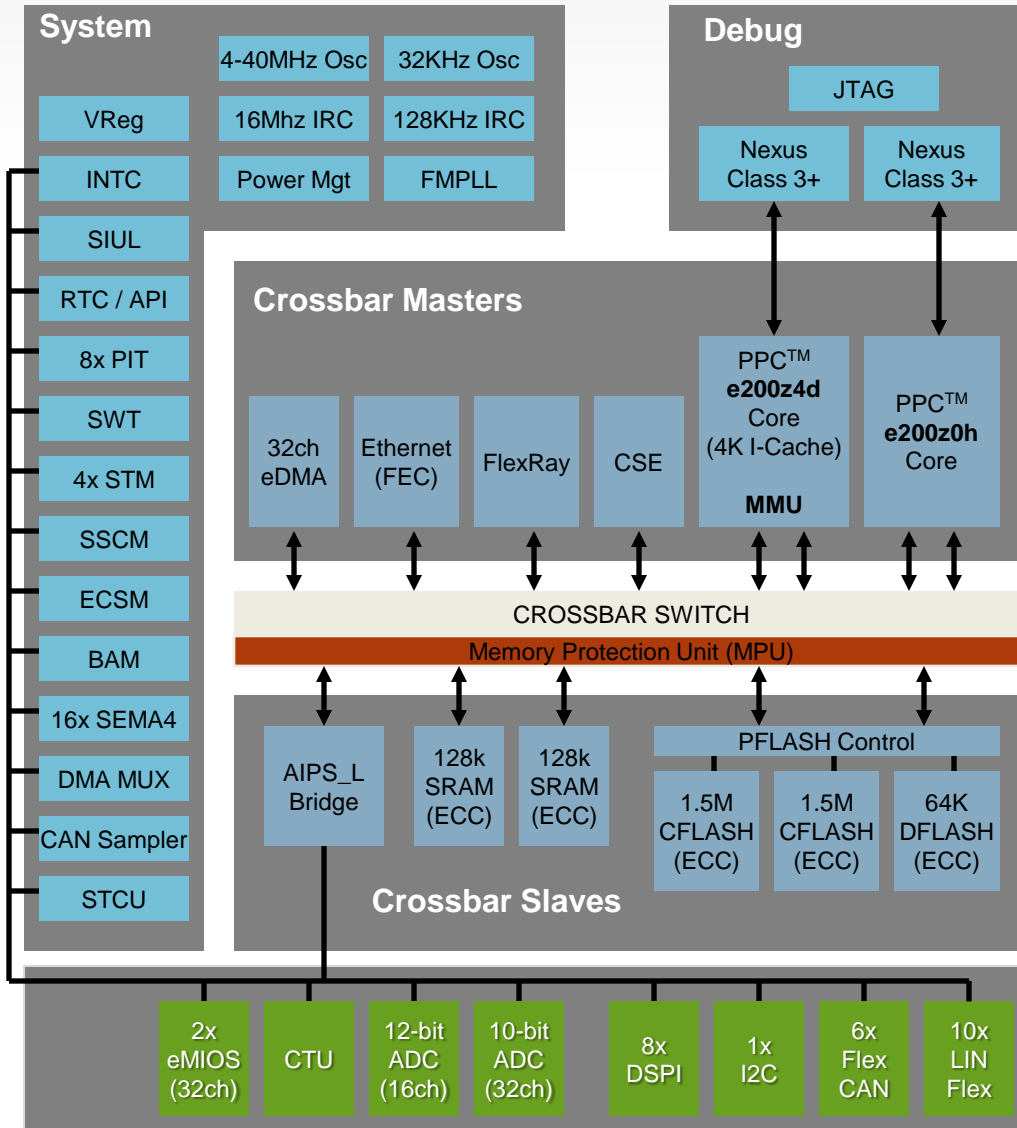 System
4-40MHz Osc
32KHz Osc
VReg
16Mhz IRC
128KHz IRC
INTC
Power Mgt
FMPLL
SIUL
RTC / API
8x PIT
SWT
4x STM
SSCM
ECSM
BAM
16x SEMA4
DMA MUX
CAN Sampler
STCU
Debug
JTAG
Nexus
Class 3+
Nexus
Class 3+
Crossbar Masters
32ch
eDMA
Ethernet
(FEC)
FlexRay
CSE
PPC™
e200z4d
Core
(4K I-Cache)
MMU
PPC™
e200z0h
Core
CROSSBAR SWITCH
Memory Protection Unit (MPU)
AIPS_L
Bridge
128k
SRAM
(ECC)
128k
SRAM
(ECC)
PFLASH Control
1.5M
CFLASH
(ECC)
1.5M
CFLASH
(ECC)
64K
DFLASH
(ECC)
Crossbar Slaves
2x
eMIOS
(32ch)
CTU
12-bit
ADC
(16ch)
10-bit
ADC
(32ch)
8x
DSPI
1x
I2C
6x
Flex
CAN
10x
LIN
Flex